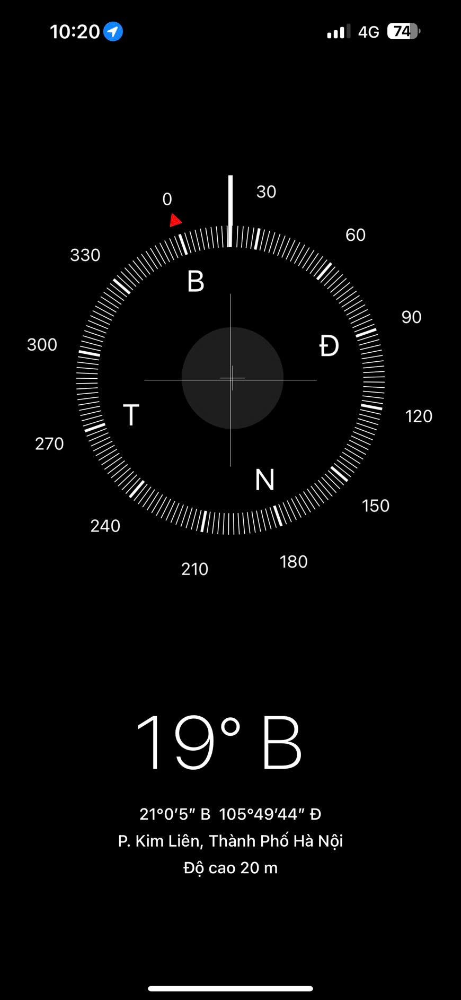 10:20 4G 74
0 30
330 60
B
300 Đ 90
T 120
270 N
240 150
210 180
19° B
21°0′5″ B 105°49′44″ Đ
P. Kim Liên, Thành Phố Hà Nội
Độ cao 20 m